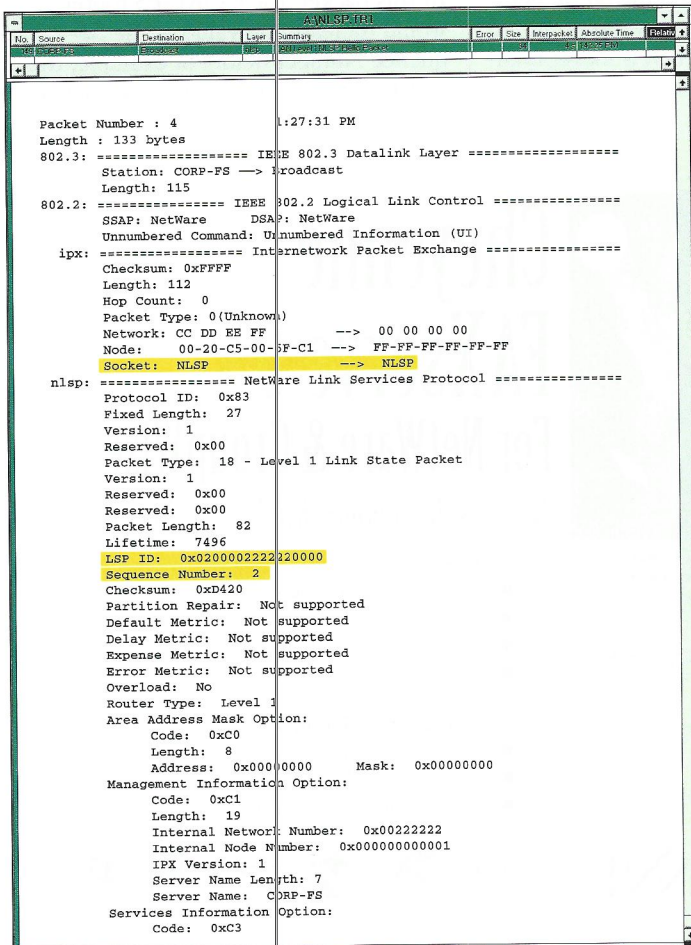 A:\NLSP.TR1
No. Source Destination Layer Summary Error Size Interpacket Absolute Time Relativ
Packet Number : 4 1:27:31 PM
Length : 133 bytes
802.3: =================== IEEE 802.3 Datalink Layer ===================
Station: CORP-FS ––> Broadcast
Length: 115
802.2: ================ IEEE 802.2 Logical Link Control ================
SSAP: NetWare DSAP: NetWare
Unnumbered Command: Unnumbered Information (UI)
ipx: ================== Internetwork Packet Exchange =================
Checksum: 0xFFFF
Length: 112
Hop Count: 0
Packet Type: 0(Unknown)
Network: CC DD EE FF --> 00 00 00 00
Node: 00-20-C5-00-5F-C1 --> FF-FF-FF-FF-FF-FF
Socket: NLSP --> NLSP
nlsp: ================= NetWare Link Services Protocol ================
Protocol ID: 0x83
Fixed Length: 27
Version: 1
Reserved: 0x00
Packet Type: 18 - Level 1 Link State Packet
Version: 1
Reserved: 0x00
Reserved: 0x00
Packet Length: 82
Lifetime: 7496
LSP ID: 0x0200002222220000
Sequence Number: 2
Checksum: 0xD420
Partition Repair: Not supported
Default Metric: Not supported
Delay Metric: Not supported
Expense Metric: Not supported
Error Metric: Not supported
Overload: No
Router Type: Level 1
Area Address Mask Option:
Code: 0xC0
Length: 8
Address: 0x00000000 Mask: 0x00000000
Management Information Option:
Code: 0xC1
Length: 19
Internal Network Number: 0x00222222
Internal Node Number: 0x000000000001
IPX Version: 1
Server Name Length: 7
Server Name: CORP-FS
Services Information Option:
Code: 0xC3